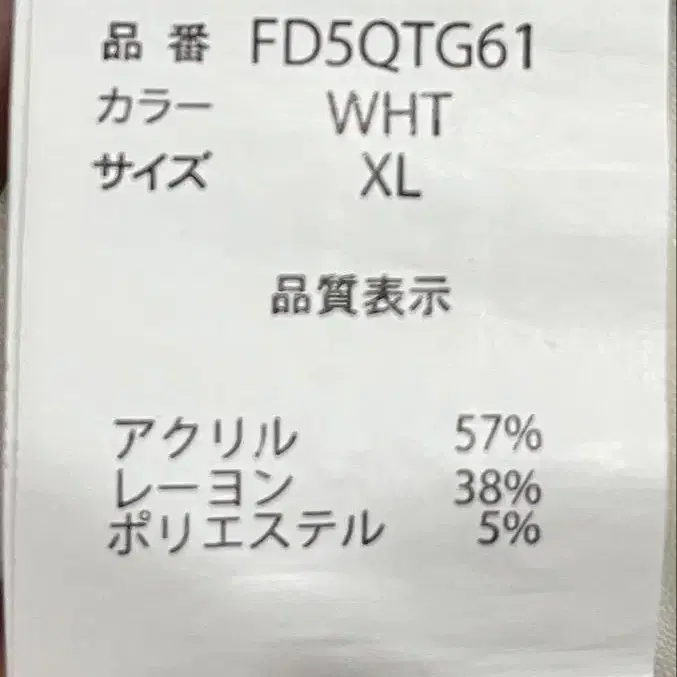 品 番 FD5QTG61
カラー WHT
サイズ XL
品質表示
アクリル 57%
レーヨン 38%
ポリエステル 5%